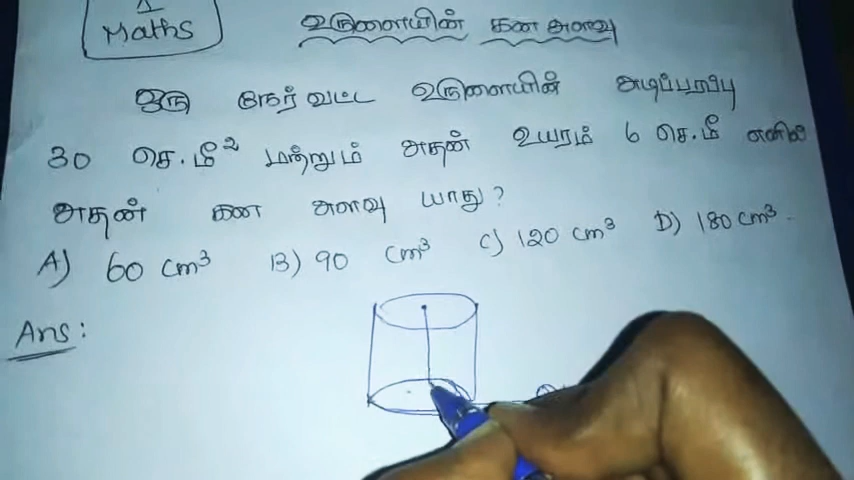 Maths
உருளையின் கன அளவு
ஒரு நேர் வட்ட உருளையின் அடிப்பரப்பு
30 செ.மீ² மற்றும் அதன் உயரம் 6 செ.மீ எனில்
அதன் கன அளவு யாது?
A) 60 cm³ B) 90 cm³ C) 120 cm³ D) 180 cm³.
Ans: